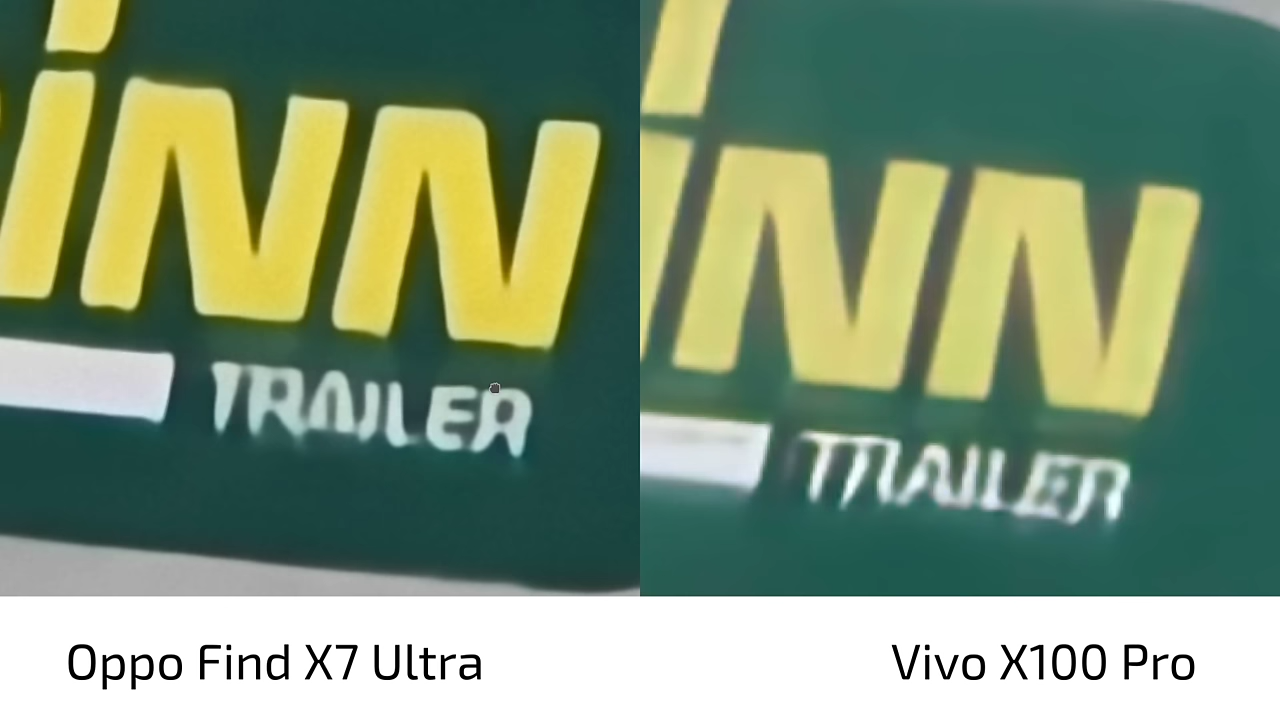 iNN
TRAILER
iNN
TRAILER
Oppo Find X7 Ultra
Vivo X100 Pro